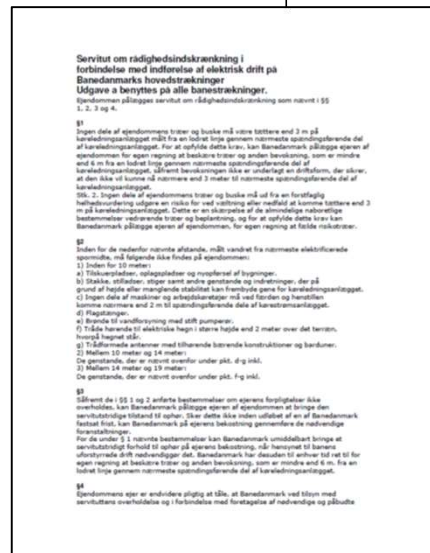 Servitut om rådighedsindskrænkning i
forbindelse med indførelse af elektrisk drift på
Banedanmarks hovedstrækninger
Udgave a benyttes på alle banestrækninger.
Ejendommen pålægges servitut om rådighedsindskrænkning som nævnt i §§
1, 2, 3 og 4.
§1
Ingen dele af ejendommens træer og buske må være tættere end 3 m på
køreledningsanlægget målt fra en lodret linje gennem nærmeste spændingsførende del
af køreledningsanlægget. For at opfylde dette krav, kan Banedanmark pålægge ejeren af
ejendommen for egen regning at beskære træer og anden bevoksning, som er mindre
end 6 m fra en lodret linje gennem nærmeste spændingsførende del af
køreledningsanlægget, såfremt bevoksningen ikke er underlagt en driftsform, der sikrer,
at den ikke vil kunne nå nærmere end 3 meter til nærmeste spændingsførende del af
køreledningsanlægget.
Stk. 2. Ingen dele af ejendommens træer og buske må ud fra en forstfaglig
helhedsvurdering udgøre en risiko for ved væltning eller nedfald at komme tættere end 3
m på køreledningsanlægget. Dette er en skærpelse af de almindelige naboretlige
bestemmelser vedrørende træer og beplantning, og for at opfylde dette krav kan
Banedanmark pålægge ejeren af ejendommen, for egen regning at fælde risikotræer.
§2
Inden for de nedenfor nævnte afstande, målt vandret fra nærmeste elektrificerede
spormidte, må følgende ikke findes på ejendommen:
1) Inden for 10 meter:
a) Tilskuerpladser, oplagspladser og nyopførsel af bygninger.
b) Stakke, stilladser, stiger samt andre genstande og indretninger, der på
grund af højde eller manglende stabilitet kan frembyde gene for køreledningsanlægget.
c) Ingen dele af maskiner og arbejdskøretøjer må ved færden og henstillen
komme nærmere end 2 m til spændingsførende dele af kørestrømsanlægget.
d) Flagstænger.
e) Brønde til vandforsyning med stift pumperør.
f) Tråde hørende til elektriske hegn i større højde end 2 meter over det terræn,
hvorpå hegnet står.
g) Trådformede antenner med tilhørende bærende konstruktioner og barduner.
2) Mellem 10 meter og 14 meter:
De genstande, der er nævnt ovenfor under pkt. d-g inkl.
3) Mellem 14 meter og 19 meter:
De genstande, der er nævnt ovenfor under pkt. f-g inkl.
§3
Såfremt de i §§ 1 og 2 anførte bestemmelser om ejerens forpligtelser ikke
overholdes, kan Banedanmark pålægge ejeren af ejendommen at bringe den
servitutstridige tilstand til ophør. Sker dette ikke inden udløbet af en af Banedanmark
fastsat frist, kan Banedanmark på ejerens bekostning gennemføre de nødvendige
foranstaltninger.
For de under § 1 nævnte bestemmelser kan Banedanmark umiddelbart bringe et
servitutstridigt forhold til ophør på ejerens bekostning, når hensynet til banens
uforstyrrede drift nødvendiggør det. Banedanmark har desuden til enhver tid ret til for
egen regning at beskære træer og anden bevoksning, som er mindre end 6 m. fra en
lodret linje gennem nærmeste spændingsførende del af køreledningsanlægget.
§4
Ejendommens ejer er endvidere pligtig at tåle, at Banedanmark ved tilsyn med
servituttens overholdelse og i forbindelse med foretagelse af nødvendige og påbudte